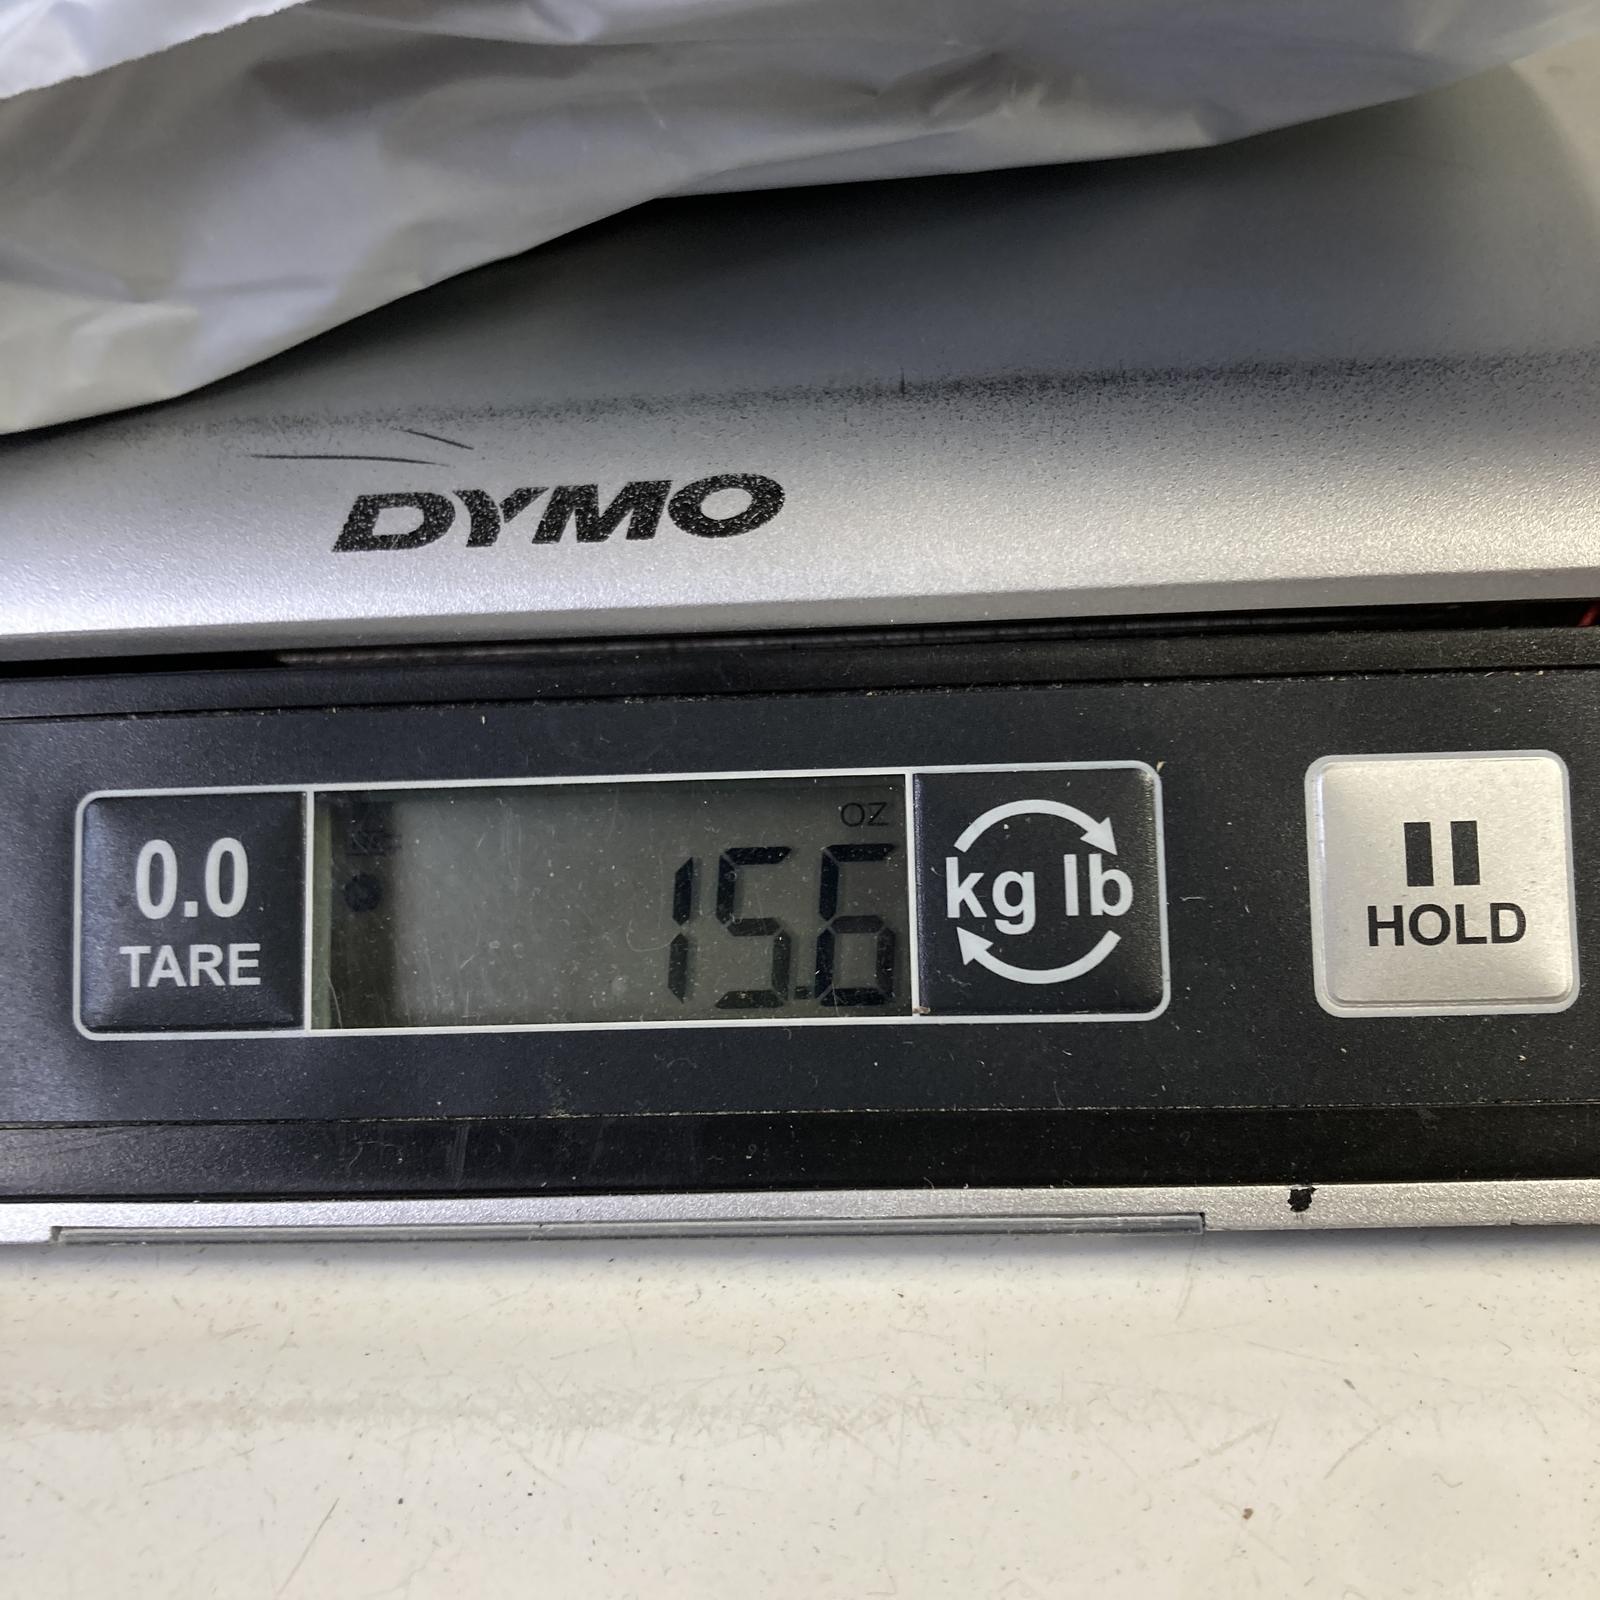 DYMO
0.0
TARE
OZ
15.6
kg lb
HOLD